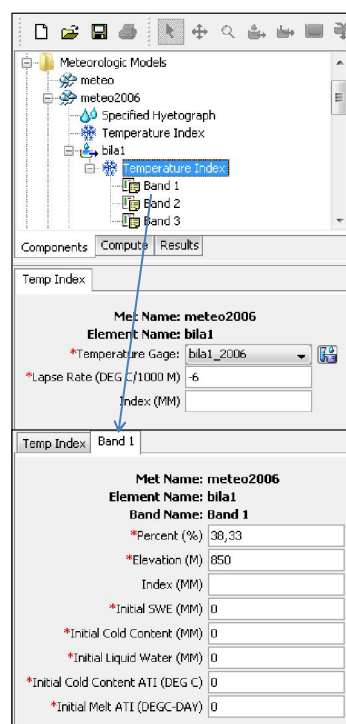 Meteorologic Models
meteo
meteo2006
Specified Hyetograph
Temperature Index
bila1
Temperature Index
Band 1
Band 2
Band 3
Components Compute Results
Temp Index
Met Name: meteo2006
Element Name: bila1
*Temperature Gage: bila1_2006
*Lapse Rate (DEG C/1000 M) -6
Index (MM)
Temp Index Band 1
Met Name: meteo2006
Element Name: bila1
Band Name: Band 1
*Percent (%) 38,33
*Elevation (M) 850
Index (MM)
*Initial SWE (MM) 0
*Initial Cold Content (MM) 0
*Initial Liquid Water (MM) 0
*Initial Cold Content ATI (DEG C) 0
*Initial Melt ATI (DEGC-DAY) 0